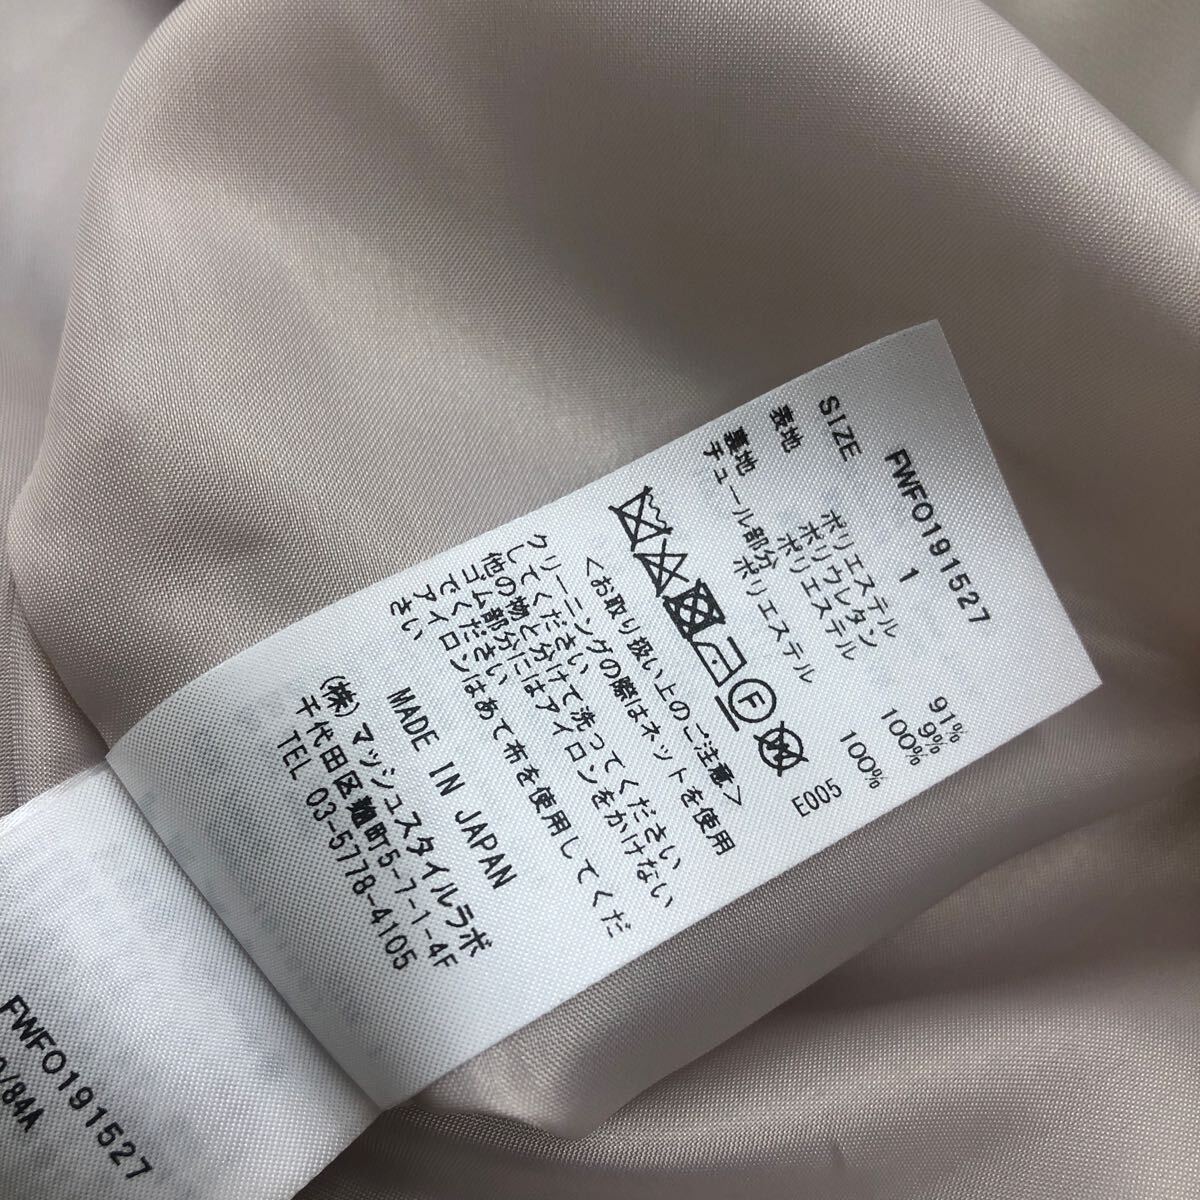 FWFO191527
SIZE 1
表地 ポリエステル 91%
ポリウレタン 9%
裏地 ポリエステル 100%
チュール部分
ポリエステル 100%
E005
F
<お取り扱い上のご注意>
クリーニングの際はネットを使用
してください
他の物と分けて洗ってください
ゴム部分にはアイロンをかけない
でください
アイロンはあて布を使用してくだ
さい
MADE IN JAPAN
(株)マッシュスタイルラボ
千代田区麹町5-7-1-4F
TEL 03-5778-4105
FWFO191527
/84A